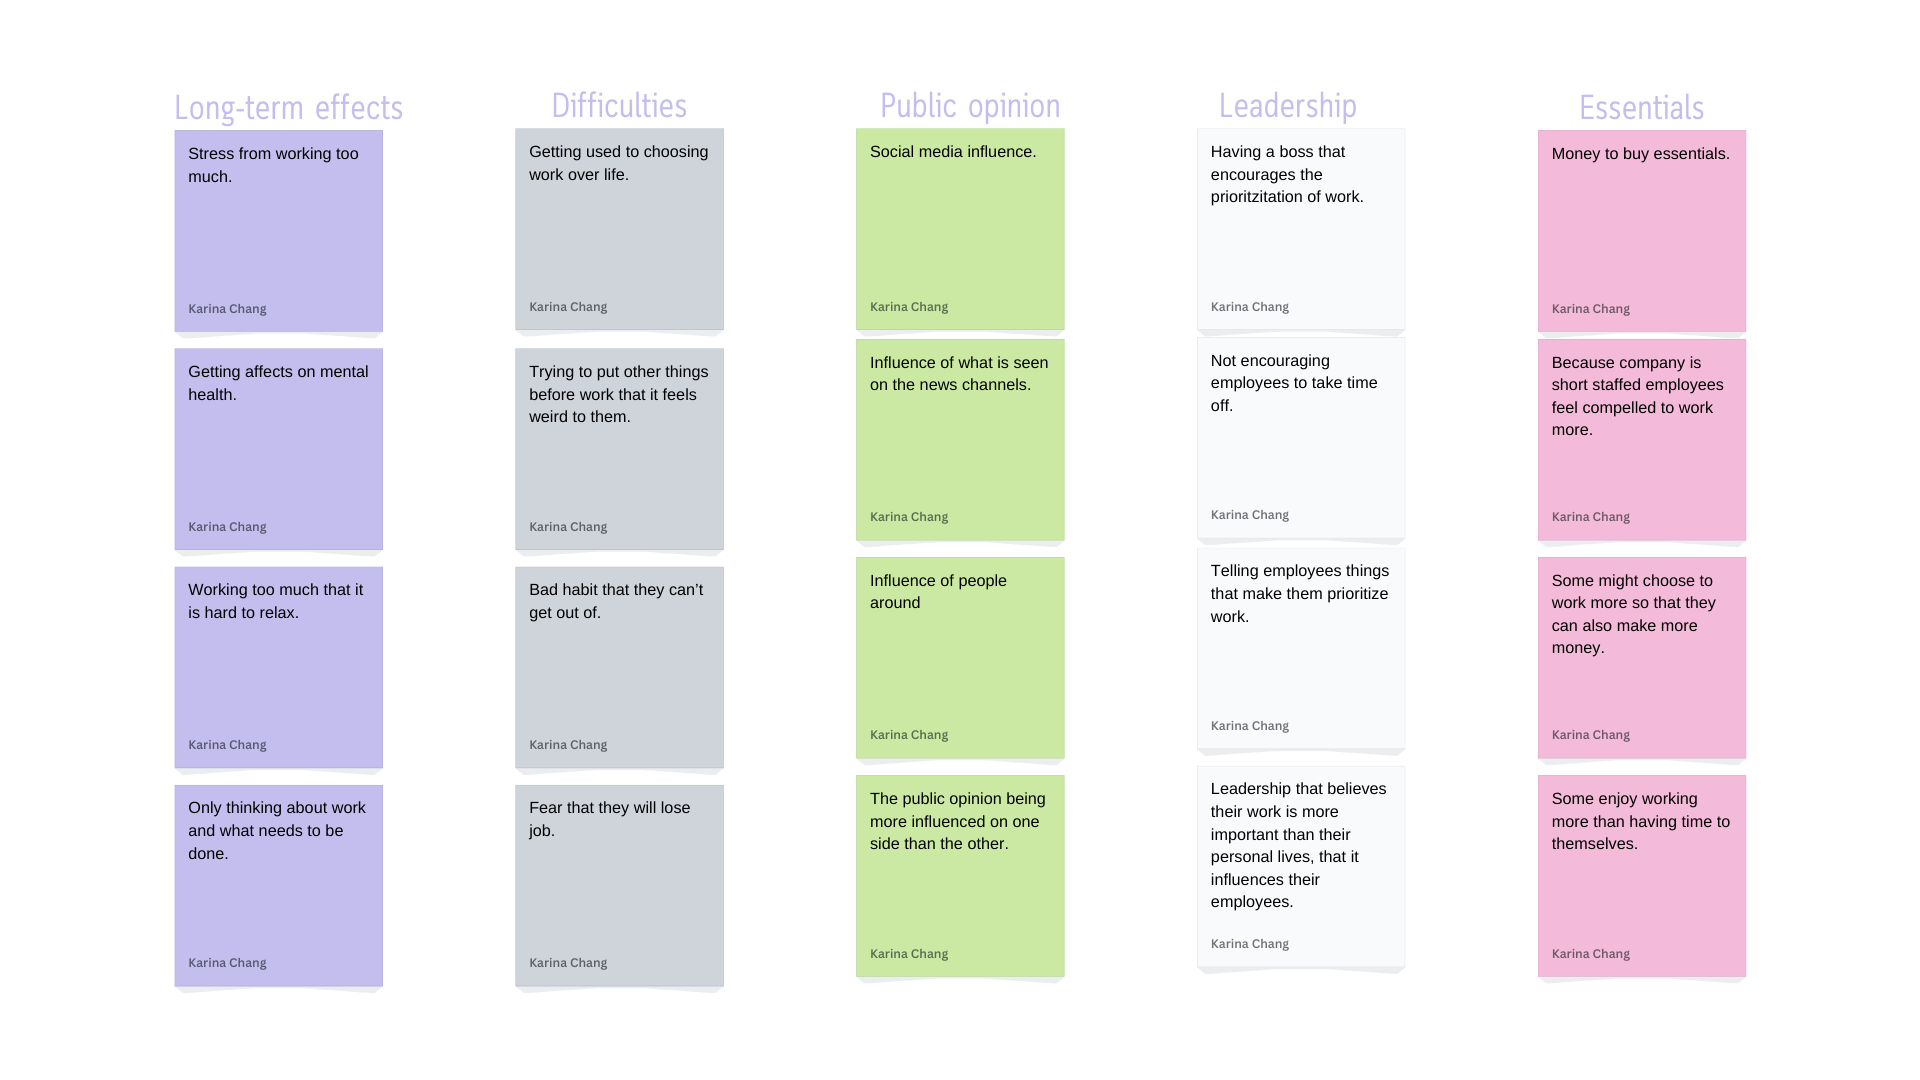 Long-term effects
Stress from working too
much.
Karina Chang
Getting affects on mental
health.
Karina Chang
Working too much that it
is hard to relax.
Karina Chang
Only thinking about work
and what needs to be
done.
Karina Chang
Difficulties
Getting used to choosing
work over life.
Karina Chang
Trying to put other things
before work that it feels
weird to them.
Karina Chang
Bad habit that they can’t
get out of.
Karina Chang
Fear that they will lose
job.
Karina Chang
Public opinion
Social media influence.
Karina Chang
Influence of what is seen
on the news channels.
Karina Chang
Influence of people
around
Karina Chang
The public opinion being
more influenced on one
side than the other.
Karina Chang
Leadership
Having a boss that
encourages the
prioritzitation of work.
Karina Chang
Not encouraging
employees to take time
off.
Karina Chang
Telling employees things
that make them prioritize
work.
Karina Chang
Leadership that believes
their work is more
important than their
personal lives, that it
influences their
employees.
Karina Chang
Essentials
Money to buy essentials.
Karina Chang
Because company is
short staffed employees
feel compelled to work
more.
Karina Chang
Some might choose to
work more so that they
can also make more
money.
Karina Chang
Some enjoy working
more than having time to
themselves.
Karina Chang